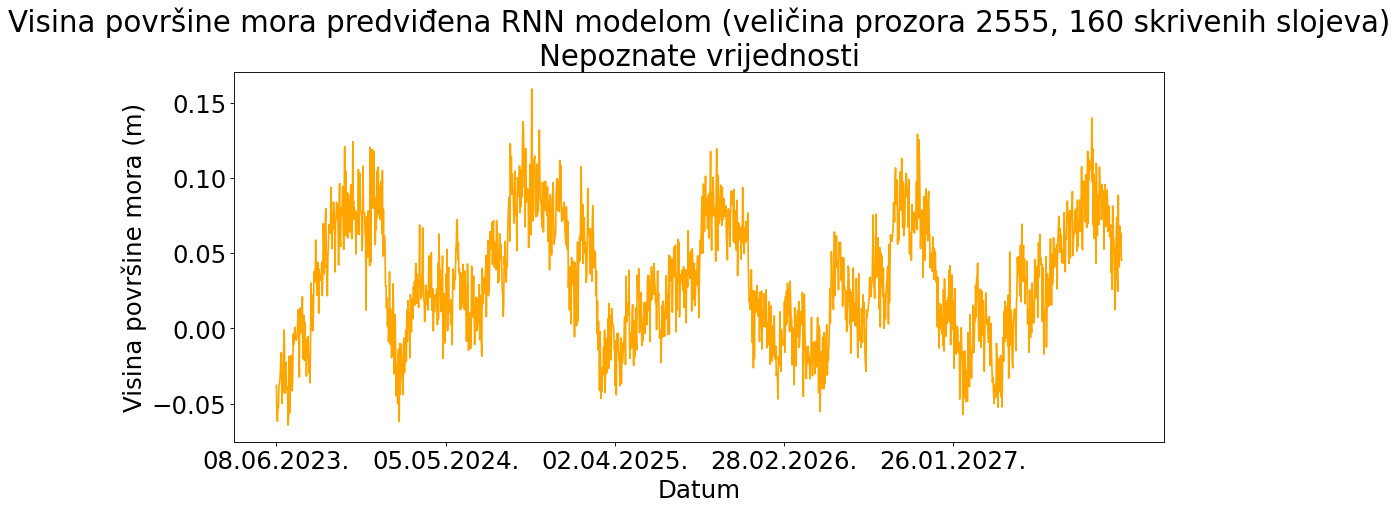 Visina površine mora predviđena RNN modelom (veličina prozora 2555, 160 skrivenih slojeva)
Nepoznate vrijednosti
Visina površine mora (m)
0.15
0.10
0.05
0.00
−0.05
08.06.2023. 05.05.2024. 02.04.2025. 28.02.2026. 26.01.2027.
Datum